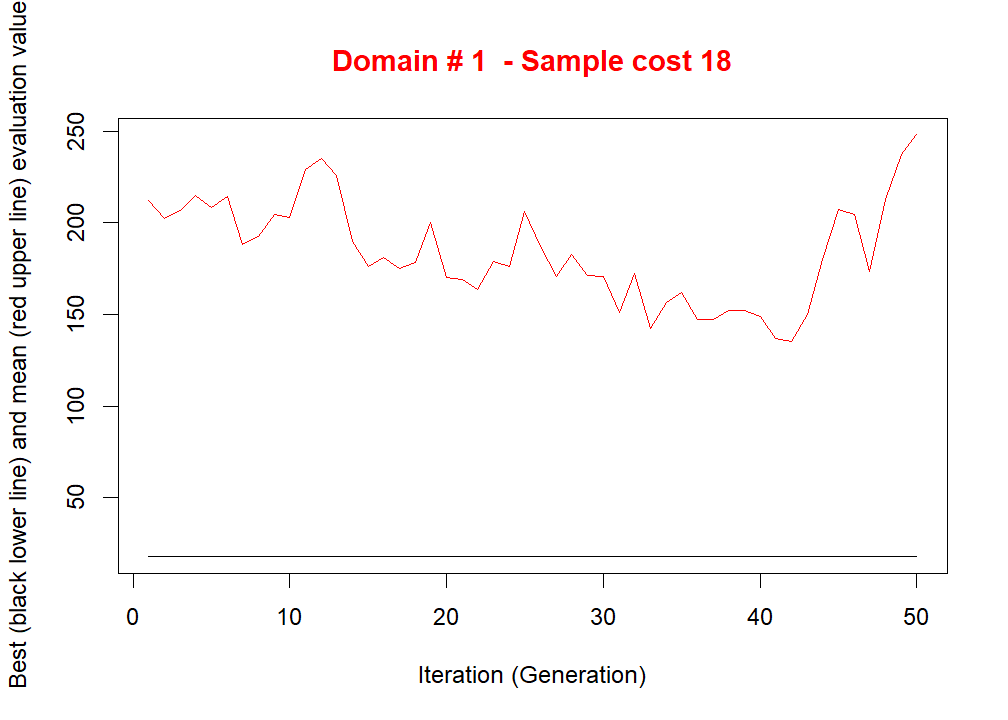 Domain # 1  - Sample cost 18
Best (black lower line) and mean (red upper line) evaluation value
250
200
150
100
50
0 10 20 30 40 50
Iteration (Generation)